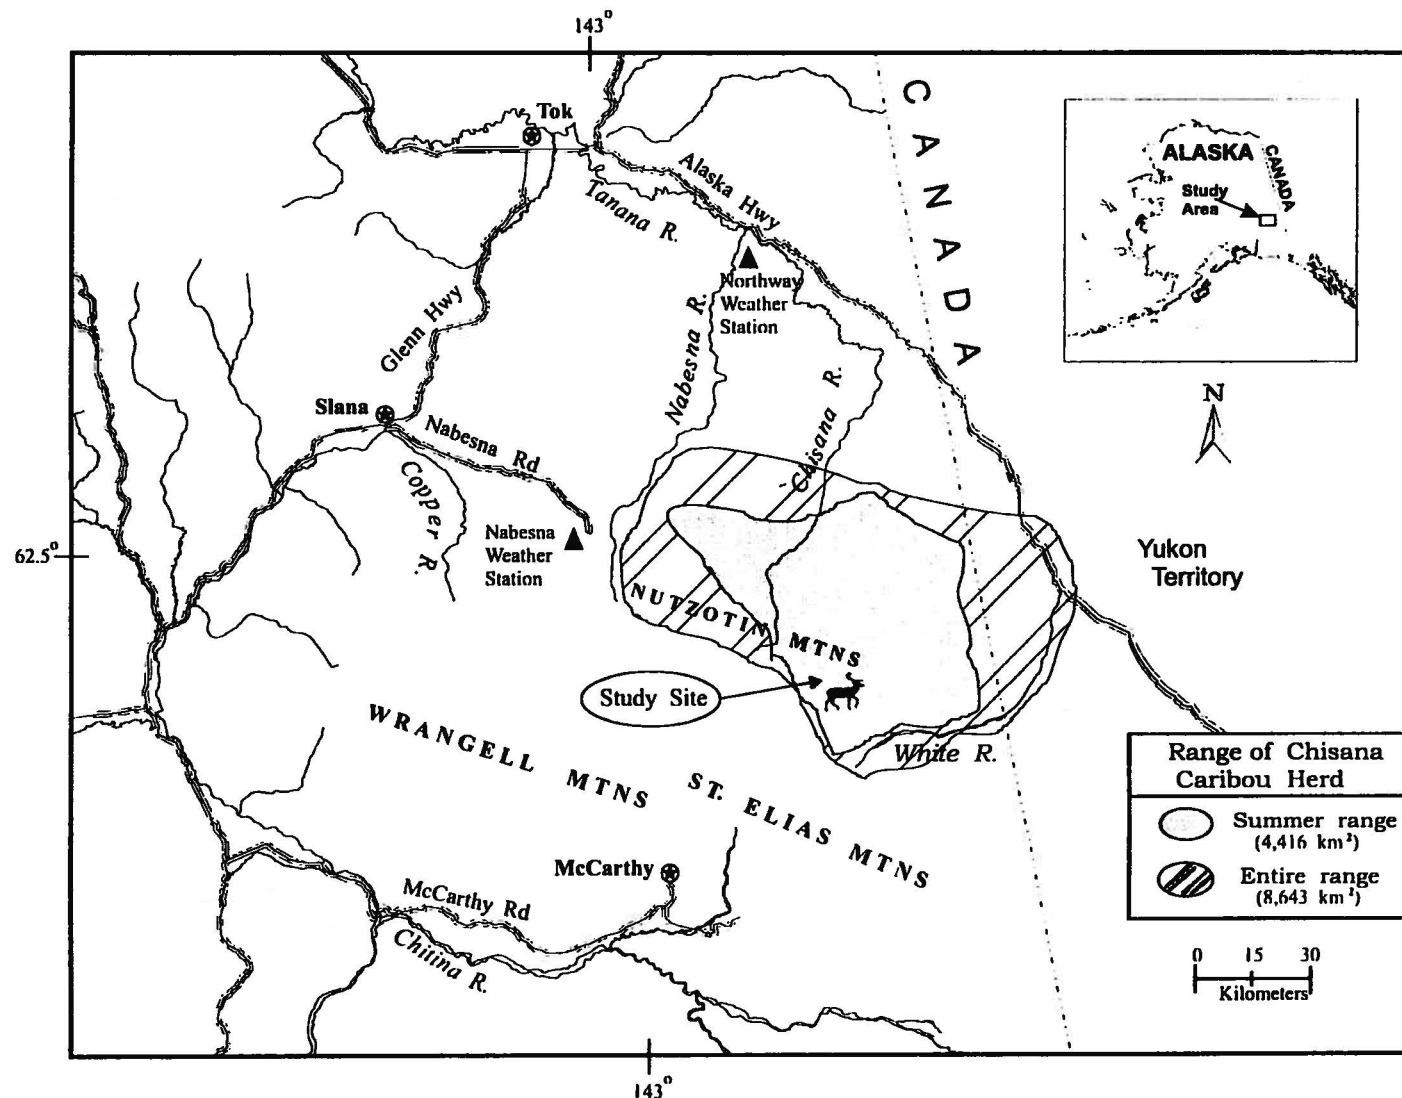 143°
CANADA
Tok
Alaska Hwy
Tanana R.
ALASKA
CANADA
Study
Area
Northway
Weather
Station
Nabesna R.
Glenn Hwy
Chisana R.
N
Slana
Nabesna Rd
Copper R.
Nabesna
Weather
Station
62.5°
Yukon
Territory
NUTZOTIN MTNS
Study Site
White R.
WRANGELL MTNS
ST. ELIAS MTNS
Range of Chisana
Caribou Herd
Summer range
(4,416 km²)
Entire range
(8,643 km²)
McCarthy
McCarthy Rd
Chitina R.
0 15 30
Kilometers
143°